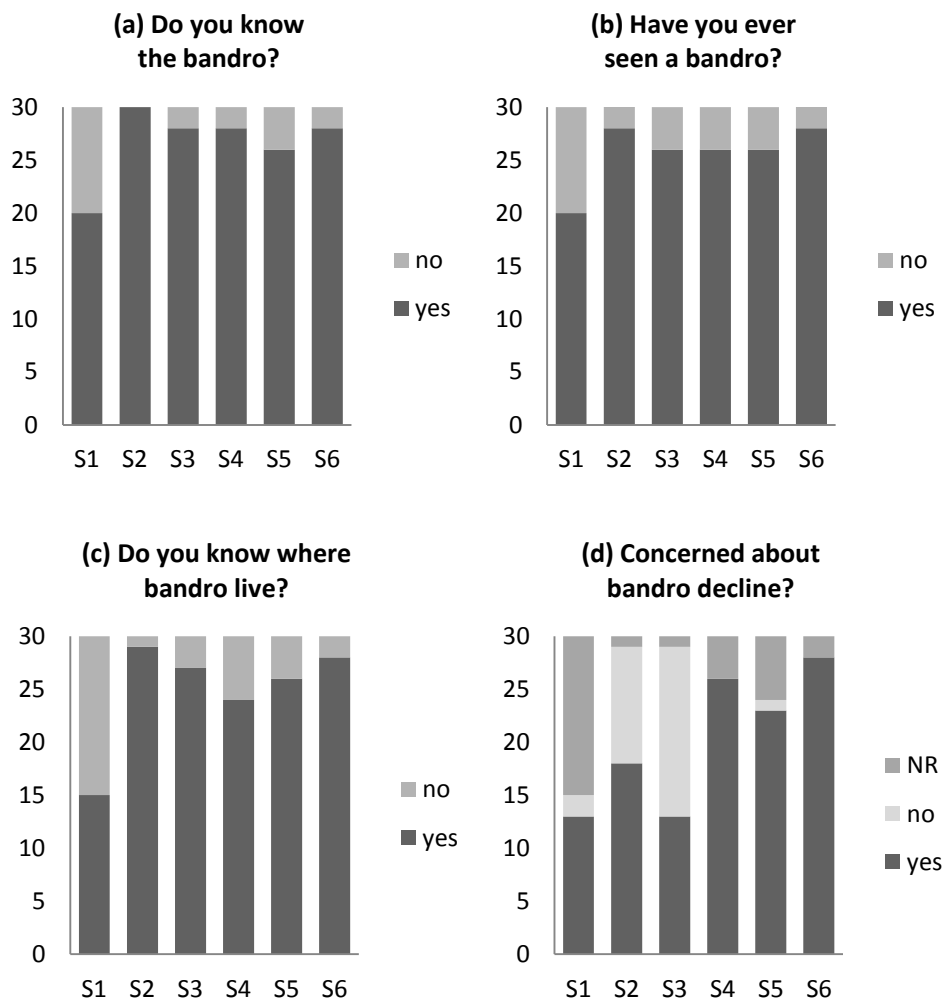 (a) Do you know
the bandro?
30
25
20
15
10
5
0
S1 S2 S3 S4 S5 S6
no
yes
(b) Have you ever
seen a bandro?
30
25
20
15
10
5
0
S1 S2 S3 S4 S5 S6
no
yes
(c) Do you know where
bandro live?
30
25
20
15
10
5
0
S1 S2 S3 S4 S5 S6
no
yes
(d) Concerned about
bandro decline?
30
25
20
15
10
5
0
S1 S2 S3 S4 S5 S6
NR
no
yes